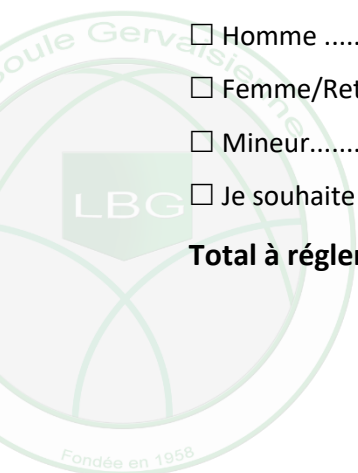 ☐ Homme .....
☐ Femme/Ret
☐ Mineur.......
☐ Je souhaite
Total à régler
Boule Gervaisienne
LBG
Fondée en 1958